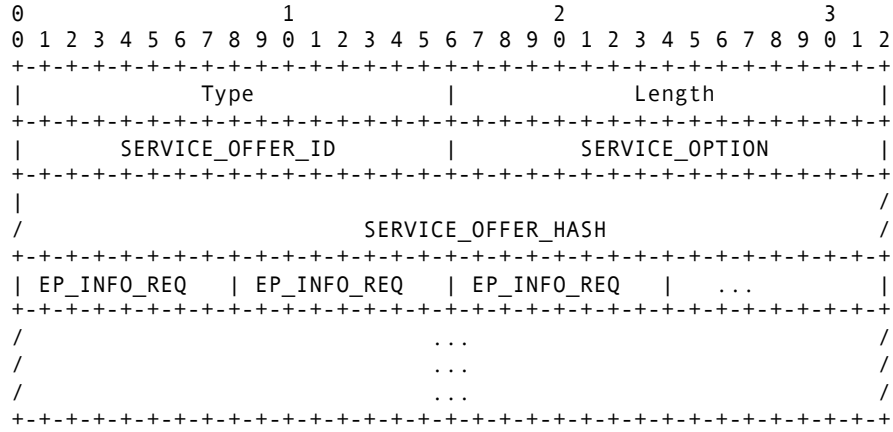 0                   1                   2                   3
0 1 2 3 4 5 6 7 8 9 0 1 2 3 4 5 6 7 8 9 0 1 2 3 4 5 6 7 8 9 0 1 2
+-+-+-+-+-+-+-+-+-+-+-+-+-+-+-+-+-+-+-+-+-+-+-+-+-+-+-+-+-+-+-+-+
|             Type              |             Length            |
+-+-+-+-+-+-+-+-+-+-+-+-+-+-+-+-+-+-+-+-+-+-+-+-+-+-+-+-+-+-+-+-+
|       SERVICE_OFFER_ID        |         SERVICE_OPTION        |
+-+-+-+-+-+-+-+-+-+-+-+-+-+-+-+-+-+-+-+-+-+-+-+-+-+-+-+-+-+-+-+-+
|                                                               /
/                         SERVICE_OFFER_HASH                    /
+-+-+-+-+-+-+-+-+-+-+-+-+-+-+-+-+-+-+-+-+-+-+-+-+-+-+-+-+-+-+-+-+
| EP_INFO_REQ   | EP_INFO_REQ   | EP_INFO_REQ   |   ...         |
+-+-+-+-+-+-+-+-+-+-+-+-+-+-+-+-+-+-+-+-+-+-+-+-+-+-+-+-+-+-+-+-+
/                              ...                              /
/                              ...                              /
/                              ...                              /
+-+-+-+-+-+-+-+-+-+-+-+-+-+-+-+-+-+-+-+-+-+-+-+-+-+-+-+-+-+-+-+-+